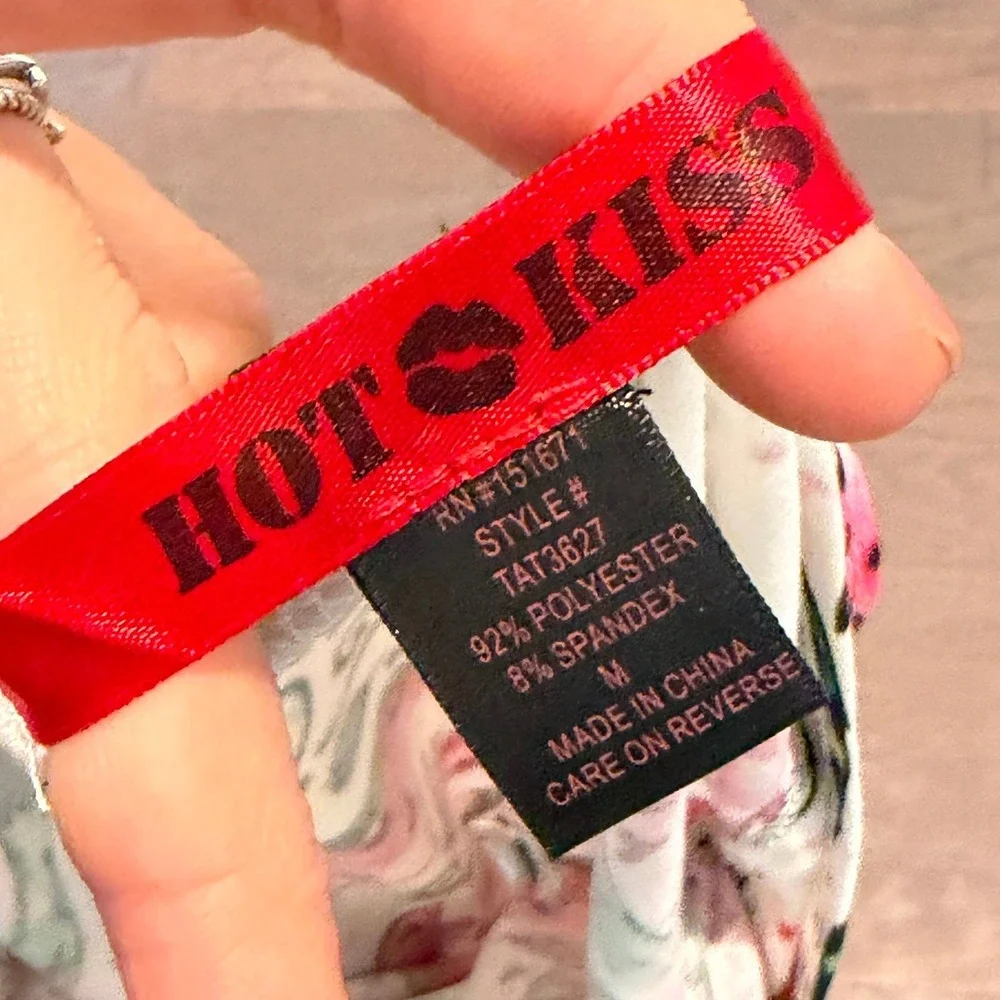 HOT KISS
RN#151671
STYLE #
TAT3627
92% POLYESTER
8% SPANDEX
M
MADE IN CHINA
CARE ON REVERSE